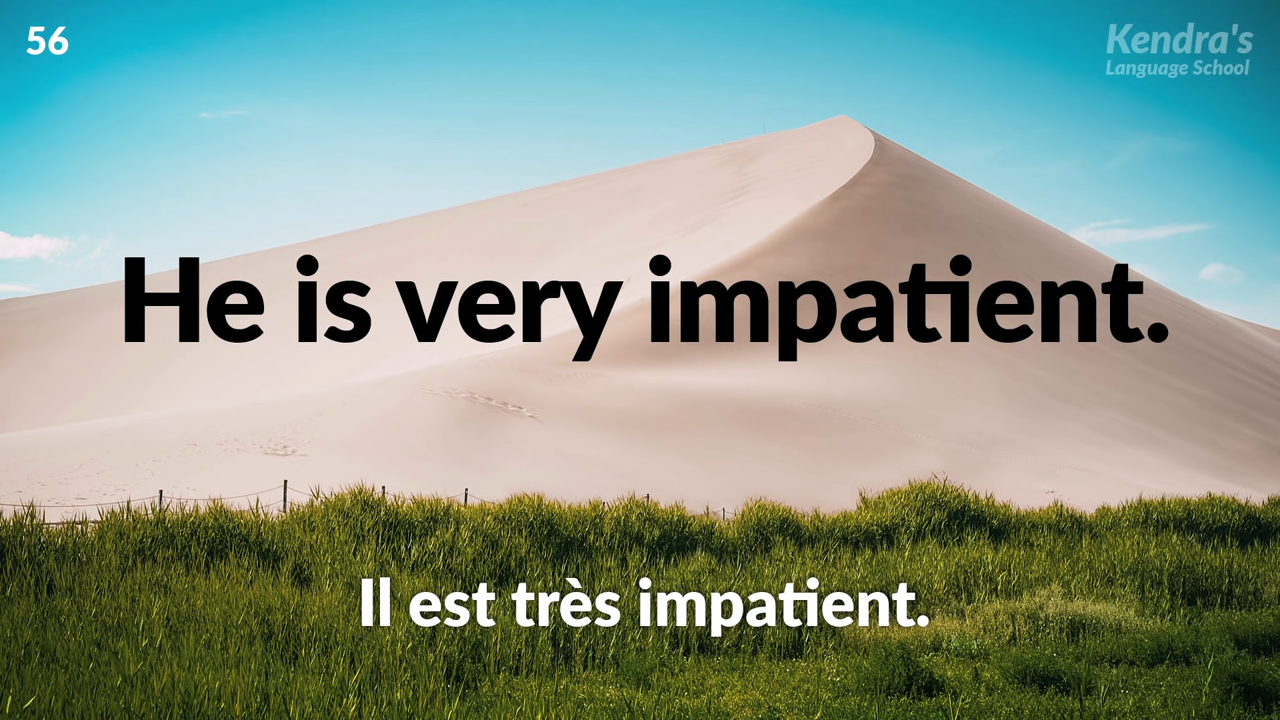 56
Kendra's
Language School
He is very impatient.
Il est très impatient.